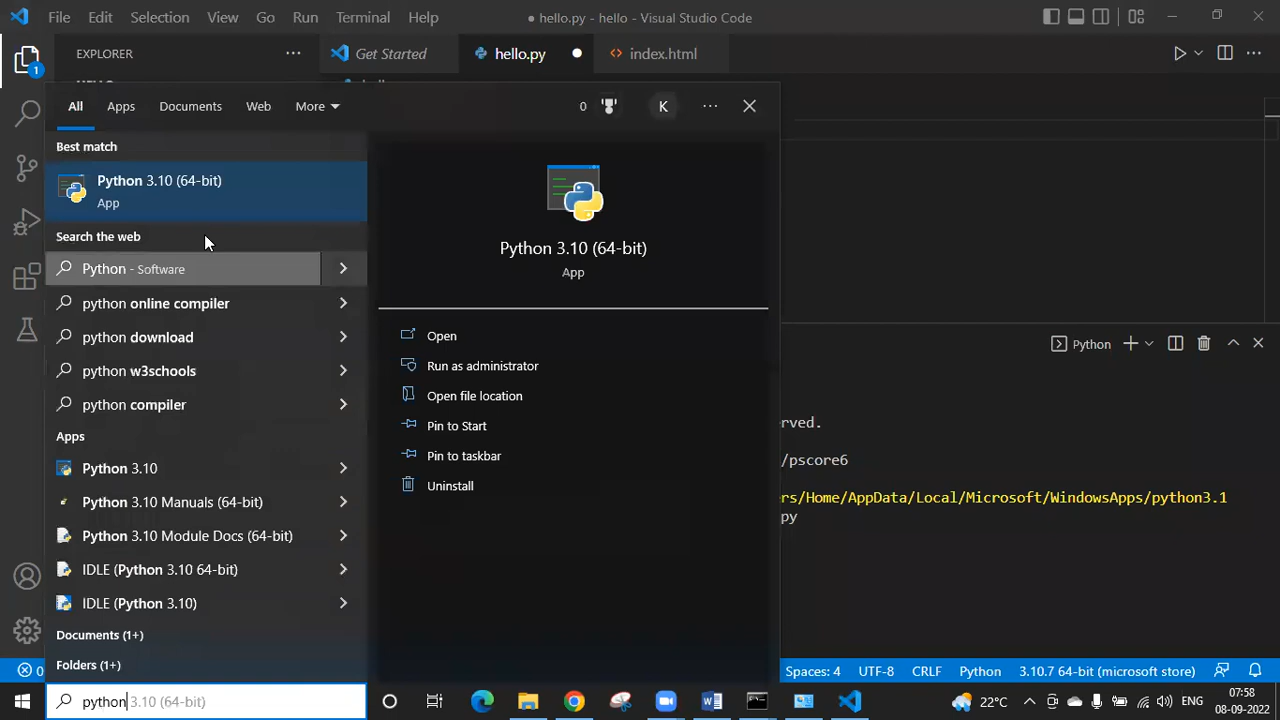 File Edit Selection View Go Run Terminal Help ● hello.py - hello - Visual Studio Code
EXPLORER ··· Get Started hello.py ● <> index.html ···
1
All Apps Documents Web More 0 K ···
Best match
Python 3.10 (64-bit)
App
Search the web
Python - Software
python online compiler
python download
python w3schools
python compiler
Apps
Python 3.10
Python 3.10 Manuals (64-bit)
Python 3.10 Module Docs (64-bit)
IDLE (Python 3.10 64-bit)
IDLE (Python 3.10)
Documents (1+)
Folders (1+)
python 3.10 (64-bit)
Python 3.10 (64-bit)
App
Open
Run as administrator
Open file location
Pin to Start
Pin to taskbar
Uninstall
Python
rved.
/pscore6
ers/Home/AppData/Local/Microsoft/WindowsApps/python3.1
py
0 Spaces: 4 UTF-8 CRLF Python 3.10.7 64-bit (microsoft store)
22°C ENG 07:58
08-09-2022